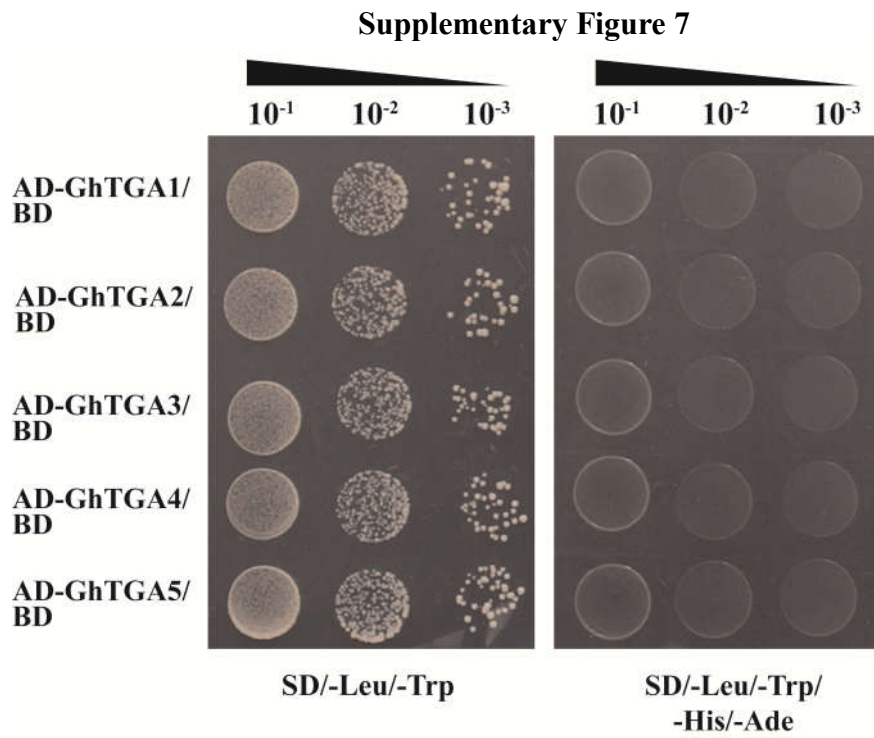 Supplementary Figure 7
10-1 10-2 10-3 10-1 10-2 10-3
AD-GhTGA1/
BD
AD-GhTGA2/
BD
AD-GhTGA3/
BD
AD-GhTGA4/
BD
AD-GhTGA5/
BD
SD/-Leu/-Trp
SD/-Leu/-Trp/
-His/-Ade